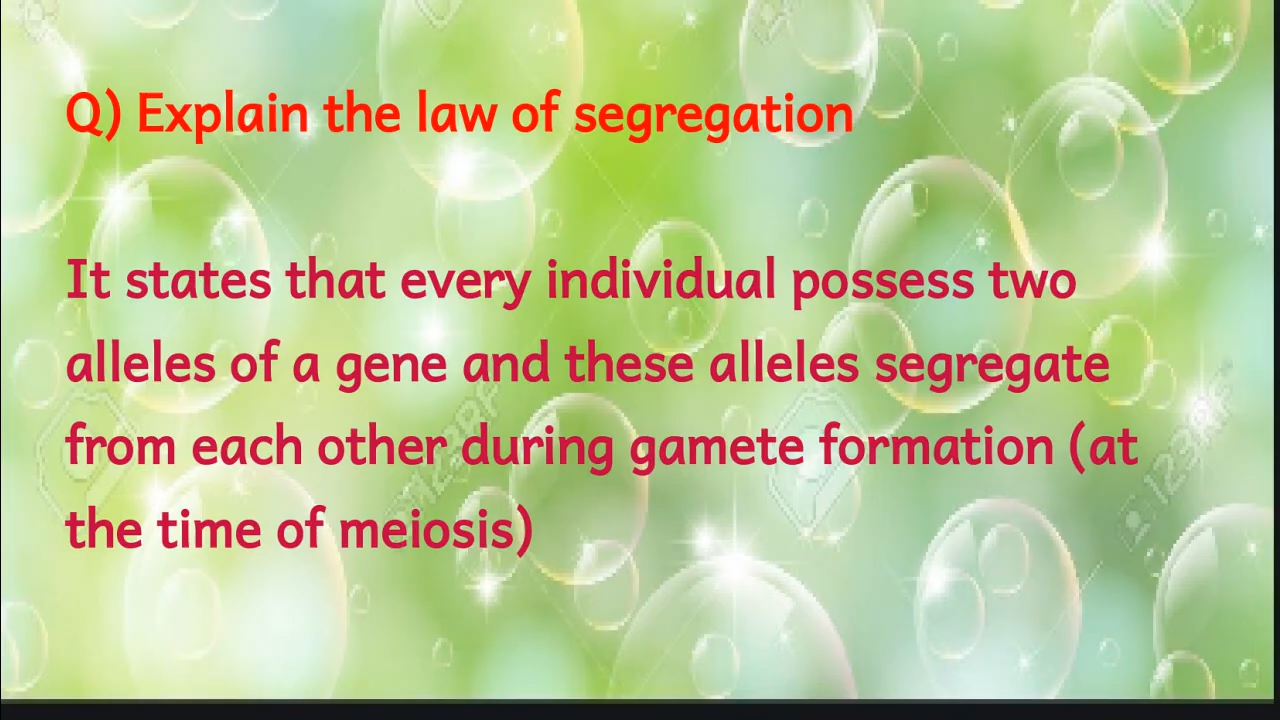 Q) Explain the law of segregation
It states that every individual possess two
alleles of a gene and these alleles segregate
from each other during gamete formation (at
the time of meiosis)